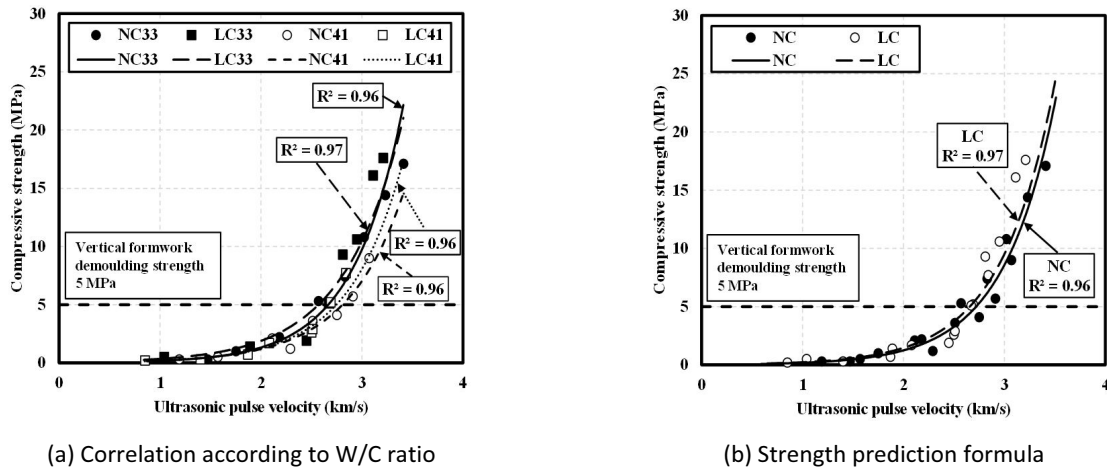 30
25
20
15
10
5
0
Compressive strength (MPa)
NC33 LC33 NC41 LC41
NC33 LC33 NC41 LC41
R² = 0.96
R² = 0.97
R² = 0.96
R² = 0.96
Vertical formwork
demoulding strength
5 MPa
0 1 2 3 4
Ultrasonic pulse velocity (km/s)
(a) Correlation according to W/C ratio
30
25
20
15
10
5
0
Compressive strength (MPa)
NC LC
NC LC
LC
R² = 0.97
NC
R² = 0.96
Vertical formwork
demoulding strength
5 MPa
0 1 2 3 4
Ultrasonic pulse velocity (km/s)
(b) Strength prediction formula